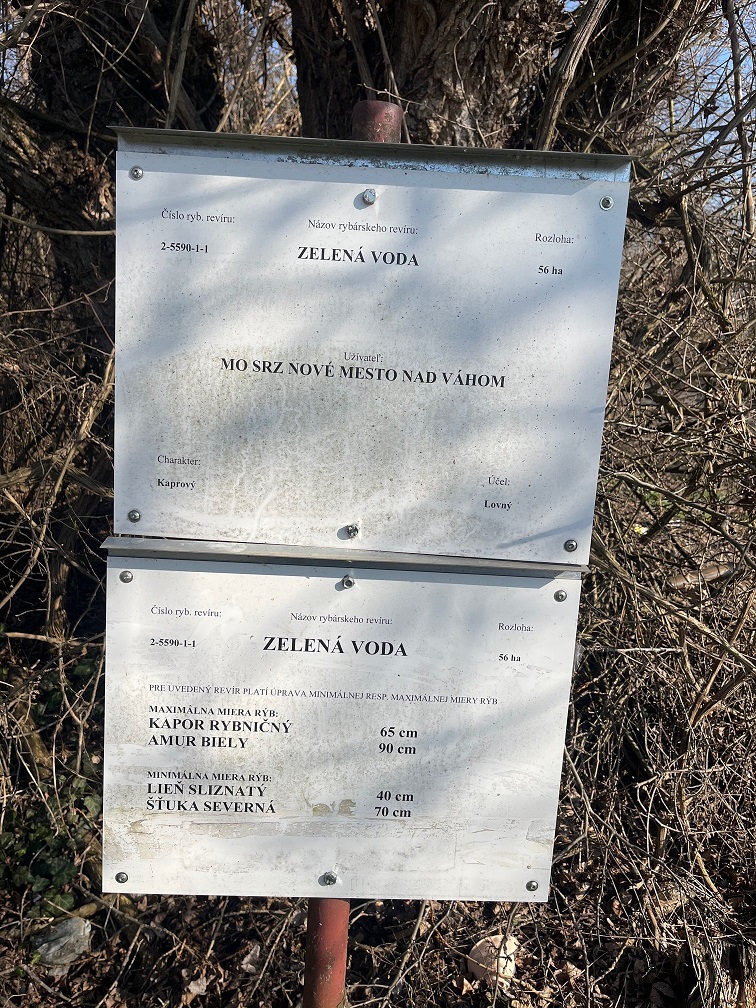 Číslo ryb. revíru: Názov rybárskeho revíru: Rozloha:
2-5590-1-1 ZELENÁ VODA 56 ha
Užívateľ:
MO SRZ NOVÉ MESTO NAD VÁHOM
Charakter: Účel:
Kaprový Lovný
Číslo ryb. revíru: Názov rybárskeho revíru: Rozloha:
2-5590-1-1 ZELENÁ VODA 56 ha
PRE UVEDENÝ REVÍR PLATÍ ÚPRAVA MINIMÁLNEJ RESP. MAXIMÁLNEJ MIERY RÝB
MAXIMÁLNA MIERA RÝB:
KAPOR RYBNIČNÝ 65 cm
AMUR BIELY 90 cm
MINIMÁLNA MIERA RÝB:
LIEŇ SLIZNATÝ 40 cm
ŠŤUKA SEVERNÁ 70 cm